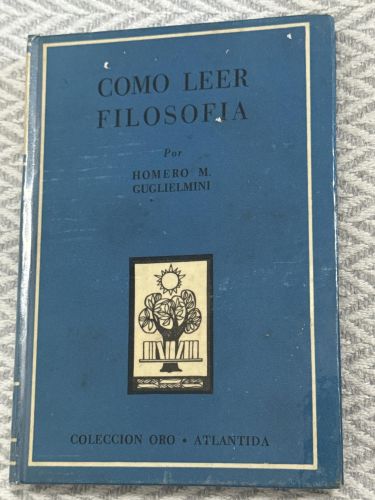 COMO LEER
FILOSOFIA
Por
HOMERO M.
GUGLIELMINI
COLECCION ORO • ATLANTIDA